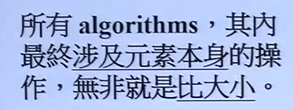 所有 algorithms，其內
最終涉及元素本身的操
作，無非就是比大小。